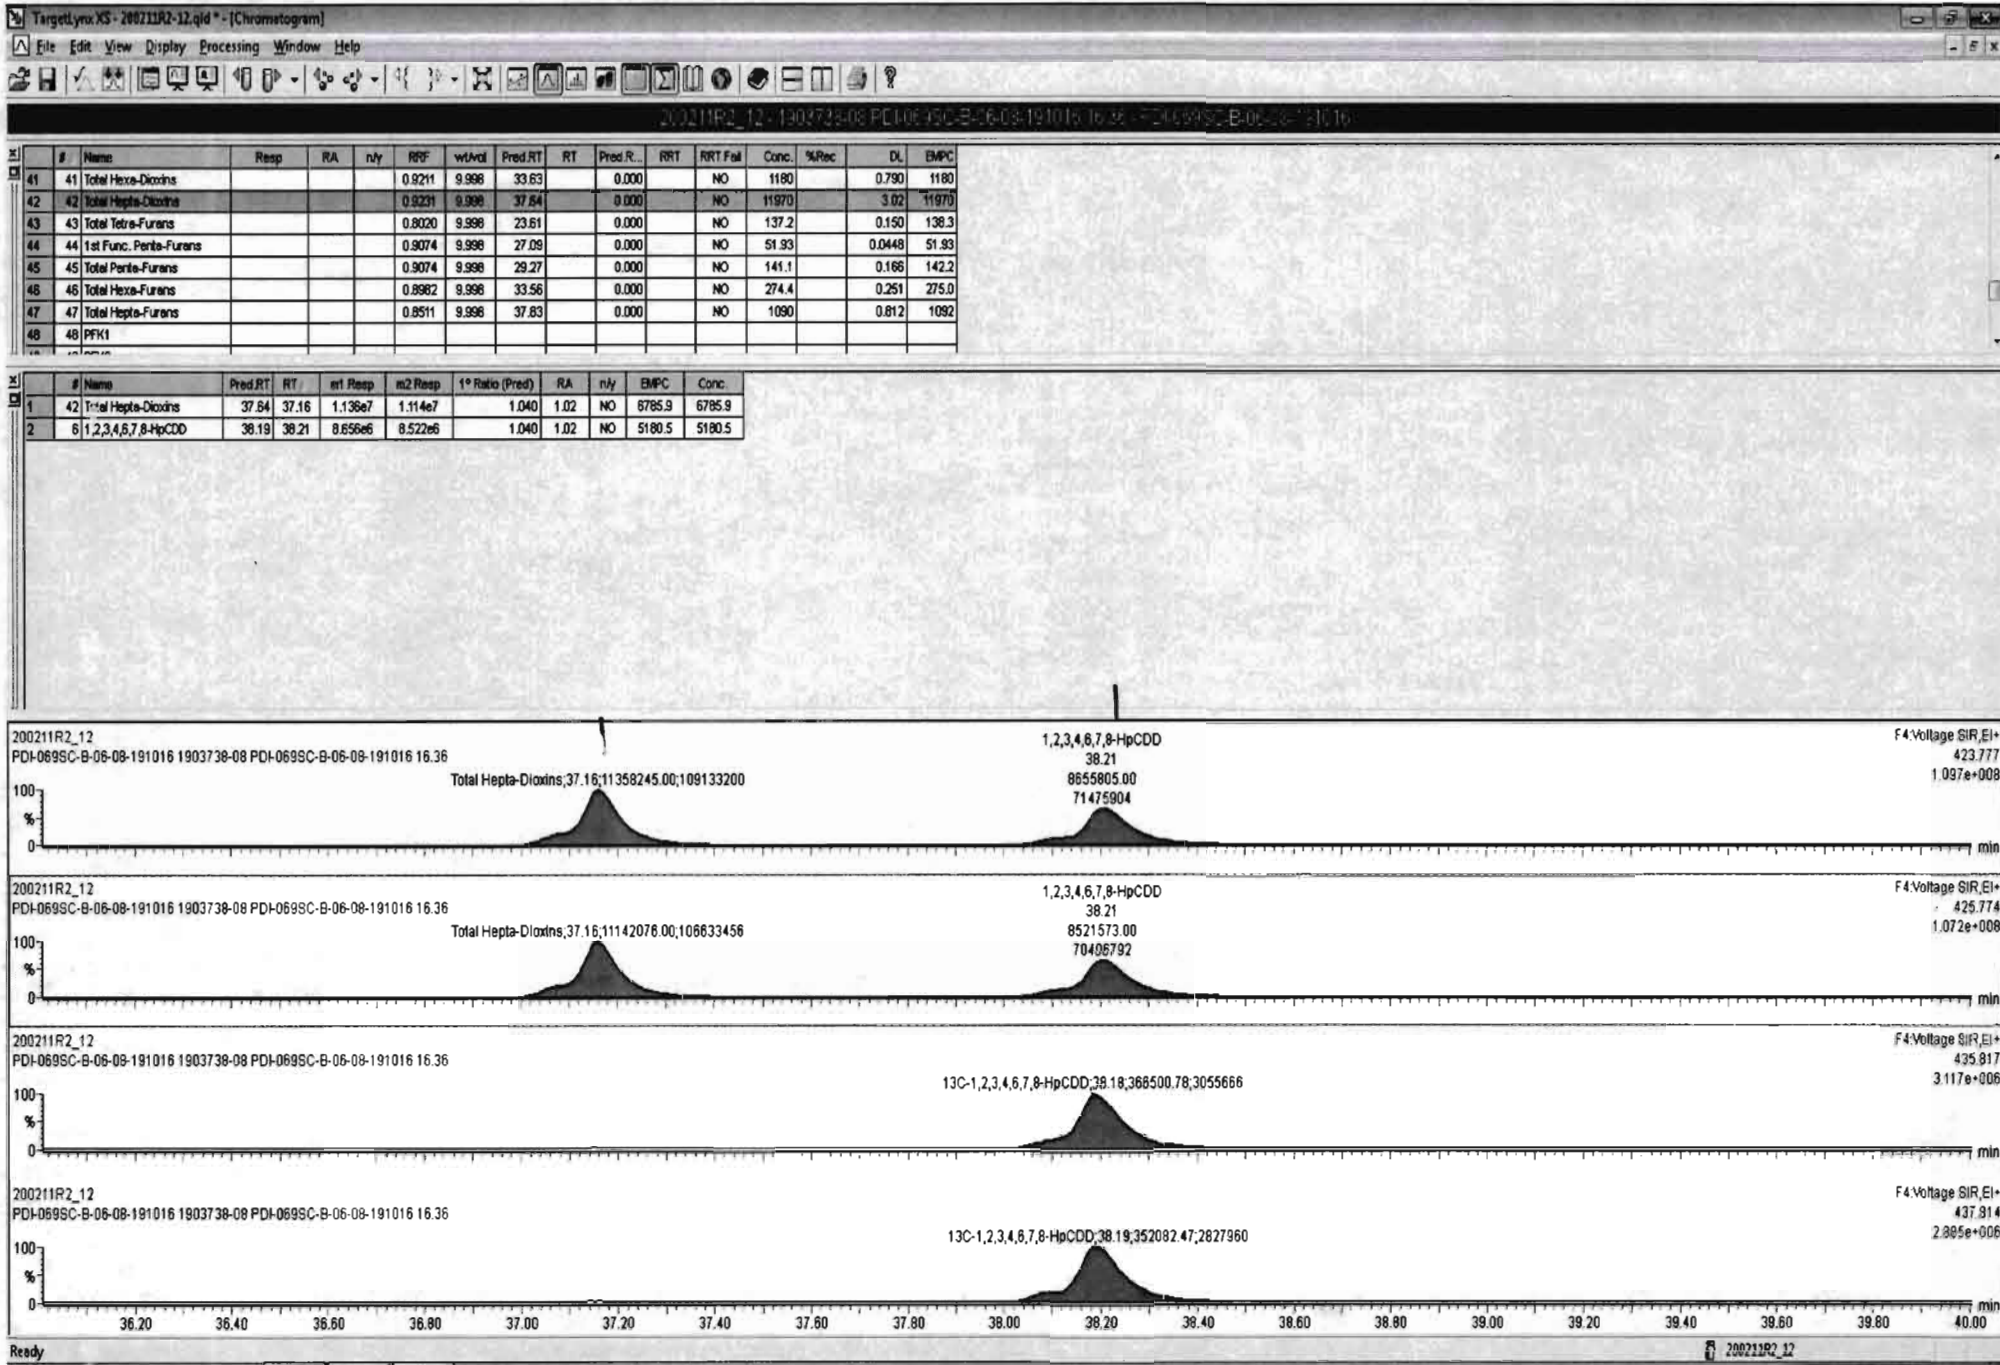 TargetLynx XS - 200211R2-12.qld * - [Chromatogram]
File Edit View Display Processing Window Help
200211R2_12 - 1903738-08 PDI-069SC-B-06-08-191016 16.36 - PDI-069SC-B-06-08-191016
# Name Resp RA n/y RRF wt/vol Pred.RT RT Pred.R... RRT RRT Fail Conc. %Rec DL EMPC
41 41 Total Hexa-Dioxins 0.9211 9.998 33.63 0.000 NO 1180 0.790 1180
42 42 Total Hepta-Dioxins 0.9231 9.998 37.64 0.000 NO 11970 3.02 11970
43 43 Total Tetra-Furans 0.8020 9.998 23.61 0.000 NO 137.2 0.150 138.3
44 44 1st Func. Penta-Furans 0.9074 9.998 27.09 0.000 NO 51.93 0.0448 51.93
45 45 Total Penta-Furans 0.9074 9.998 29.27 0.000 NO 141.1 0.166 142.2
46 46 Total Hexa-Furans 0.8982 9.998 33.56 0.000 NO 274.4 0.251 275.0
47 47 Total Hepta-Furans 0.8511 9.998 37.83 0.000 NO 1090 0.812 1092
48 48 PFK1
# Name Pred.RT RT m1 Resp m2 Resp 1° Ratio (Pred) RA n/y EMPC Conc.
1 42 Total Hepta-Dioxins 37.64 37.16 1.136e7 1.114e7 1.040 1.02 NO 6785.9 6785.9
2 6 1,2,3,4,6,7,8-HpCDD 38.19 38.21 8.656e6 8.522e6 1.040 1.02 NO 5180.5 5180.5
200211R2_12 1,2,3,4,6,7,8-HpCDD F4:Voltage SIR,EI+
PDI-069SC-B-06-08-191016 1903738-08 PDI-069SC-B-06-08-191016 16.36 38.21 423.777
Total Hepta-Dioxins;37.16;11358245.00;109133200 8655805.00 1.097e+008
100 71475904
%
0 min
200211R2_12 1,2,3,4,6,7,8-HpCDD F4:Voltage SIR,EI+
PDI-069SC-B-06-08-191016 1903738-08 PDI-069SC-B-06-08-191016 16.36 38.21 425.774
Total Hepta-Dioxins;37.16;11142076.00;106633456 8521573.00 1.072e+008
100 70406792
%
0 min
200211R2_12 F4:Voltage SIR,EI+
PDI-069SC-B-06-08-191016 1903738-08 PDI-069SC-B-06-08-191016 16.36 435.817
13C-1,2,3,4,6,7,8-HpCDD;38.18;366500.78;3055666 3.117e+006
100
%
0 min
200211R2_12 F4:Voltage SIR,EI+
PDI-069SC-B-06-08-191016 1903738-08 PDI-069SC-B-06-08-191016 16.36 437.814
13C-1,2,3,4,6,7,8-HpCDD;38.19;352082.47;2827960 2.885e+006
100
%
0 min
36.20 36.40 36.60 36.80 37.00 37.20 37.40 37.60 37.80 38.00 38.20 38.40 38.60 38.80 39.00 39.20 39.40 39.60 39.80 40.00
Ready 200211R2_12